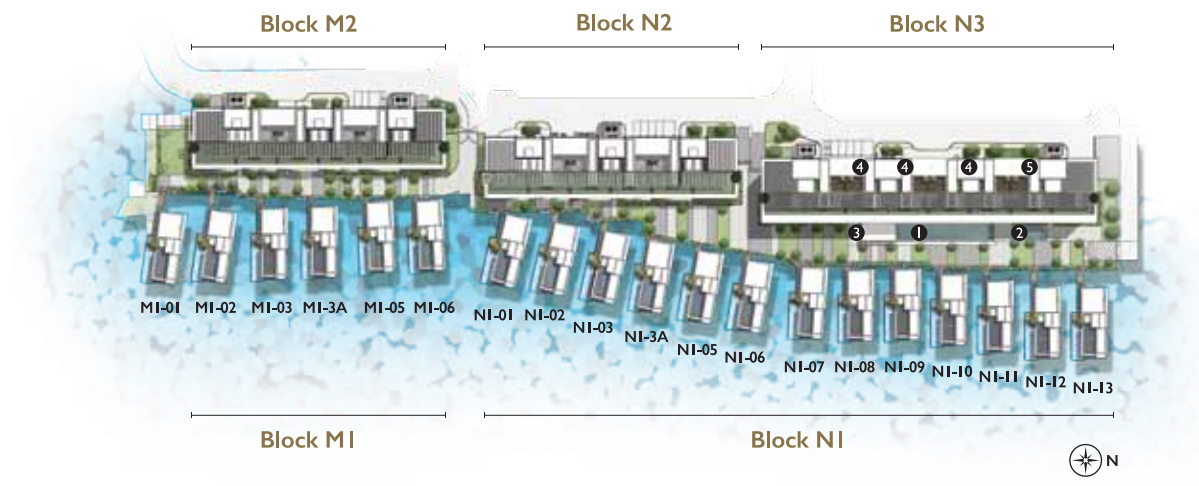 Block M2
Block N2
Block N3
4
4
4
5
3
1
2
M1-01
M1-02
M1-03
M1-3A
M1-05
M1-06
N1-01
N1-02
N1-03
N1-3A
N1-05
N1-06
N1-07
N1-08
N1-09
N1-10
N1-11
N1-12
N1-13
Block M1
Block N1
N